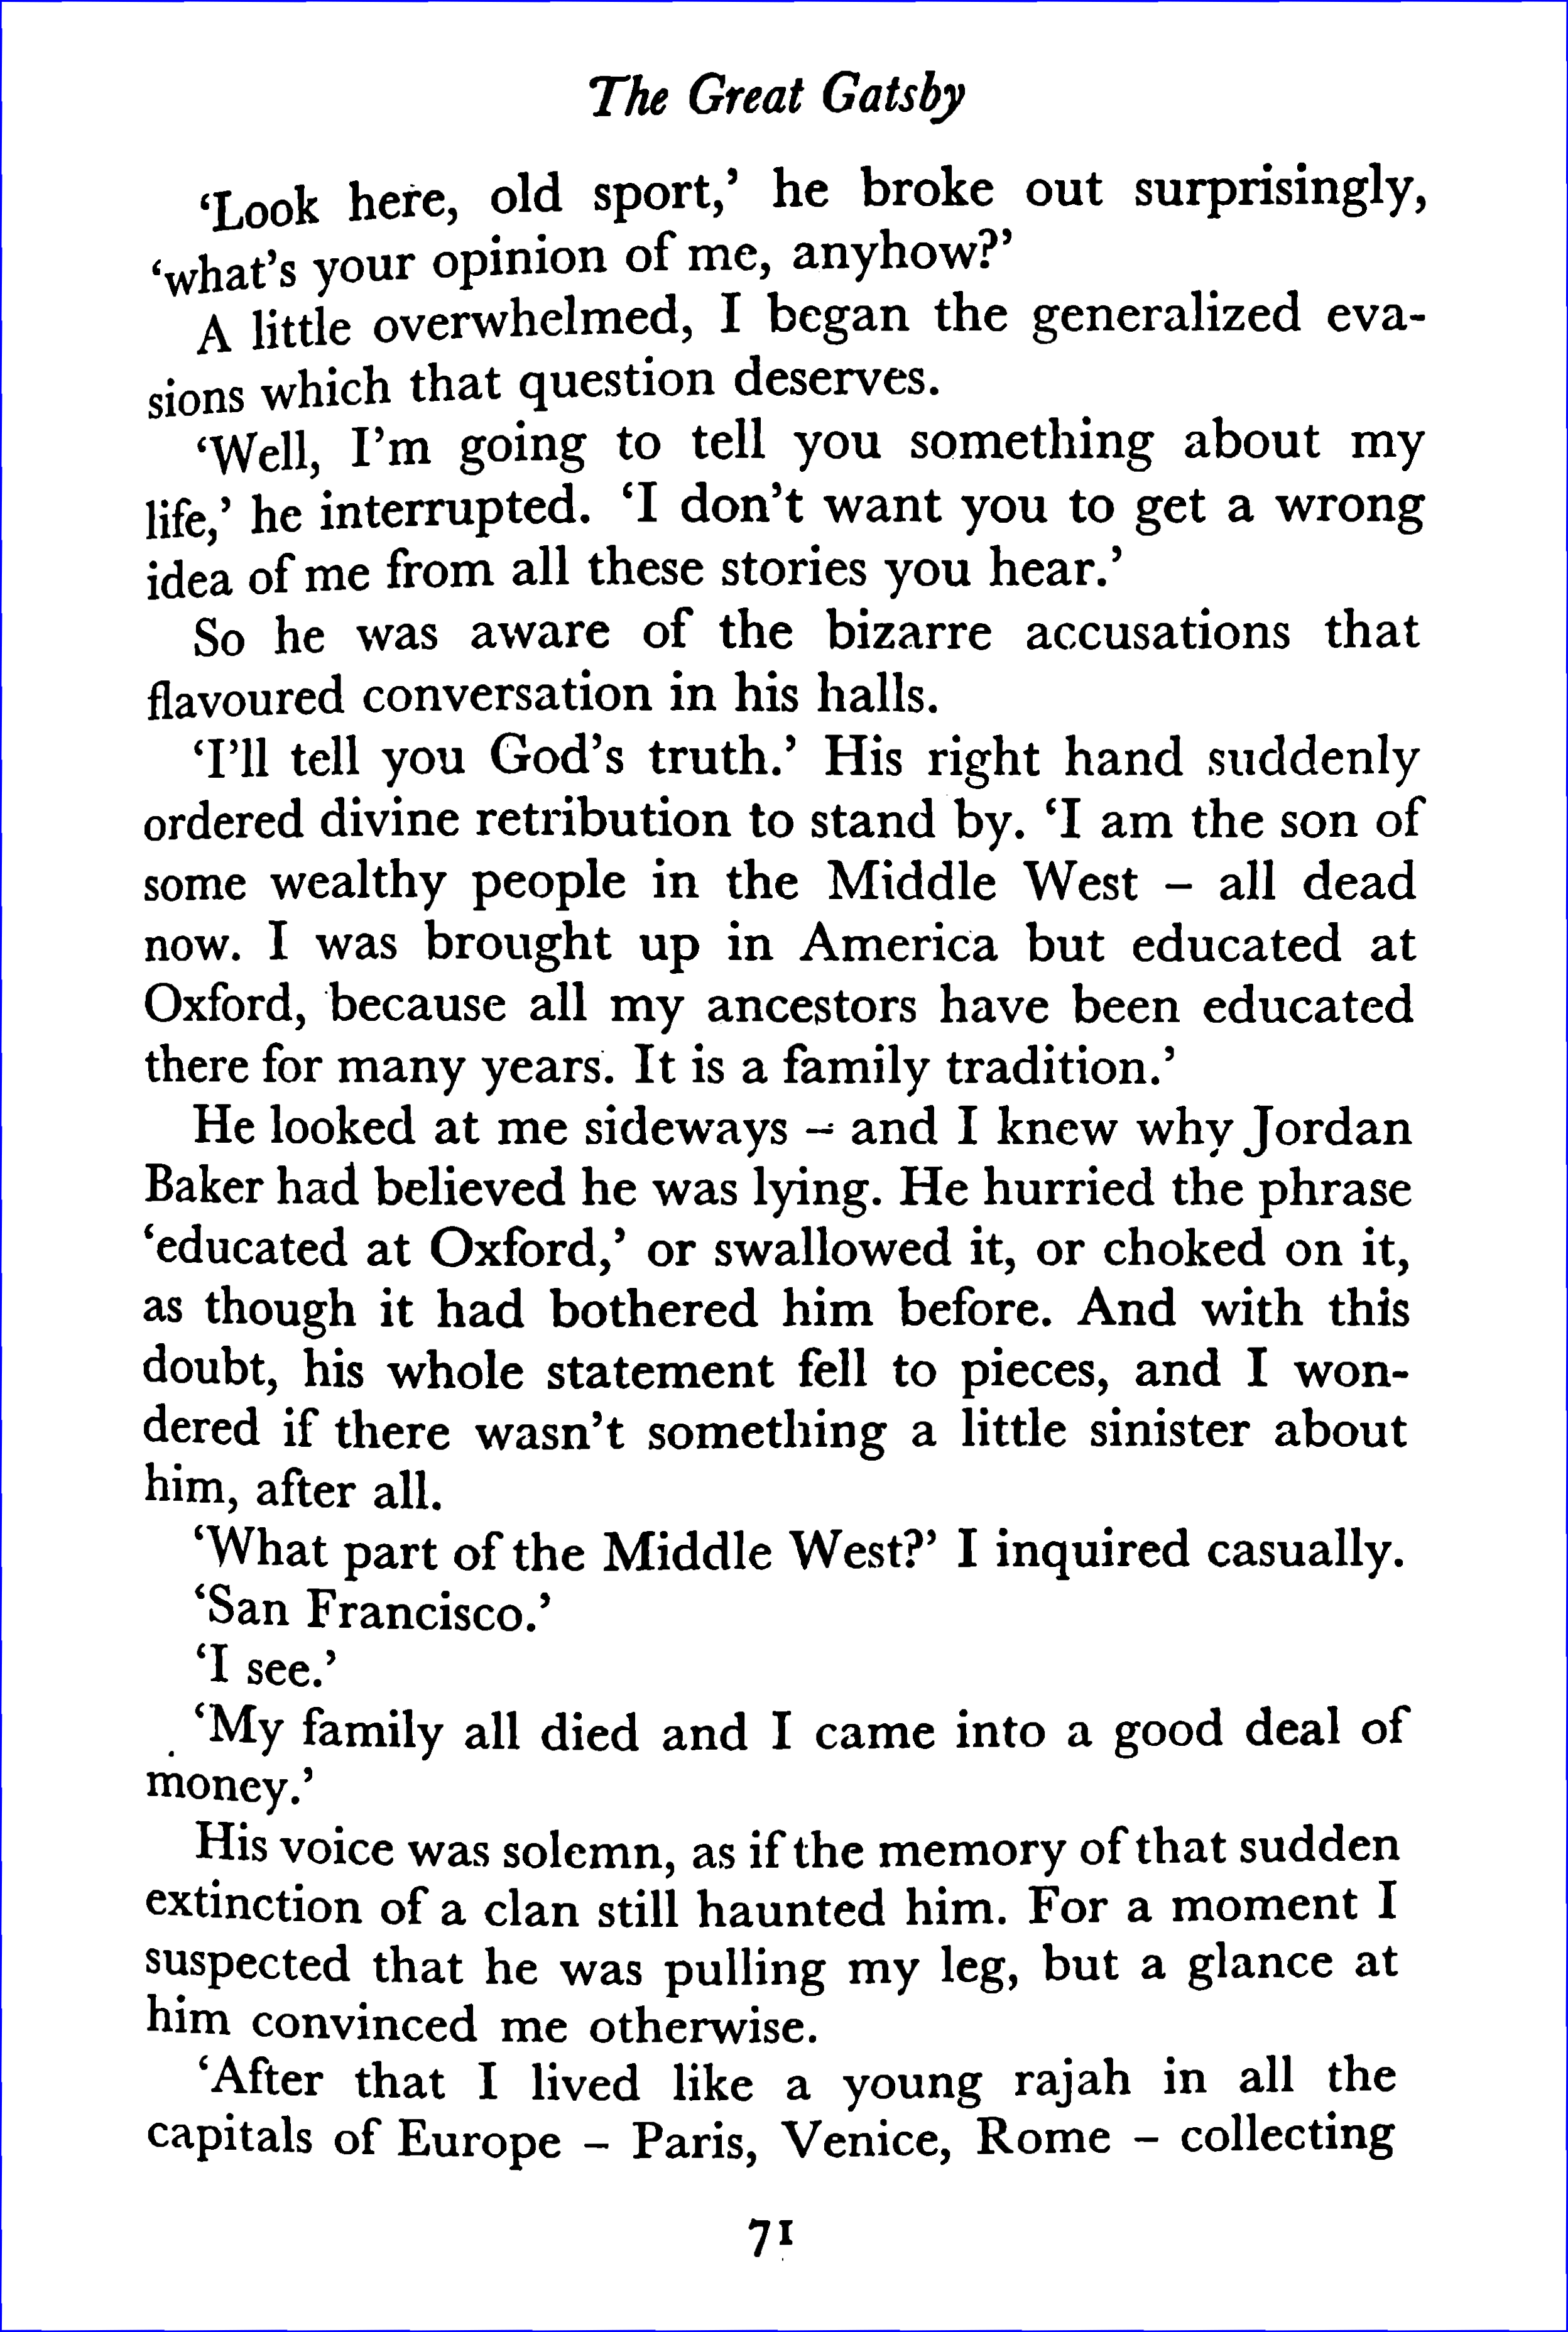 The Great Gatsby
‘Look here, old sport,’ he broke out surprisingly,
‘what's your opinion of me, anyhow?’
A little overwhelmed, I began the generalized eva-
sions which that question deserves.
‘Well, I’m going to tell you something about my
life,’ he interrupted. ‘I don’t want you to get a wrong
idea of me from all these stories you hear.’
So he was aware of the bizarre accusations that
flavoured conversation in his halls.
‘I’ll tell you God’s truth.’ His right hand suddenly
ordered divine retribution to stand by. ‘I am the son of
some wealthy people in the Middle West – all dead
now. I was brought up in America but educated at
Oxford, because all my ancestors have been educated
there for many years. It is a family tradition.’
He looked at me sideways – and I knew why Jordan
Baker had believed he was lying. He hurried the phrase
‘educated at Oxford,’ or swallowed it, or choked on it,
as though it had bothered him before. And with this
doubt, his whole statement fell to pieces, and I won-
dered if there wasn’t something a little sinister about
him, after all.
‘What part of the Middle West?’ I inquired casually.
‘San Francisco.’
‘I see.’
‘My family all died and I came into a good deal of
money.’
His voice was solemn, as if the memory of that sudden
extinction of a clan still haunted him. For a moment I
suspected that he was pulling my leg, but a glance at
him convinced me otherwise.
‘After that I lived like a young rajah in all the
capitals of Europe – Paris, Venice, Rome – collecting
71